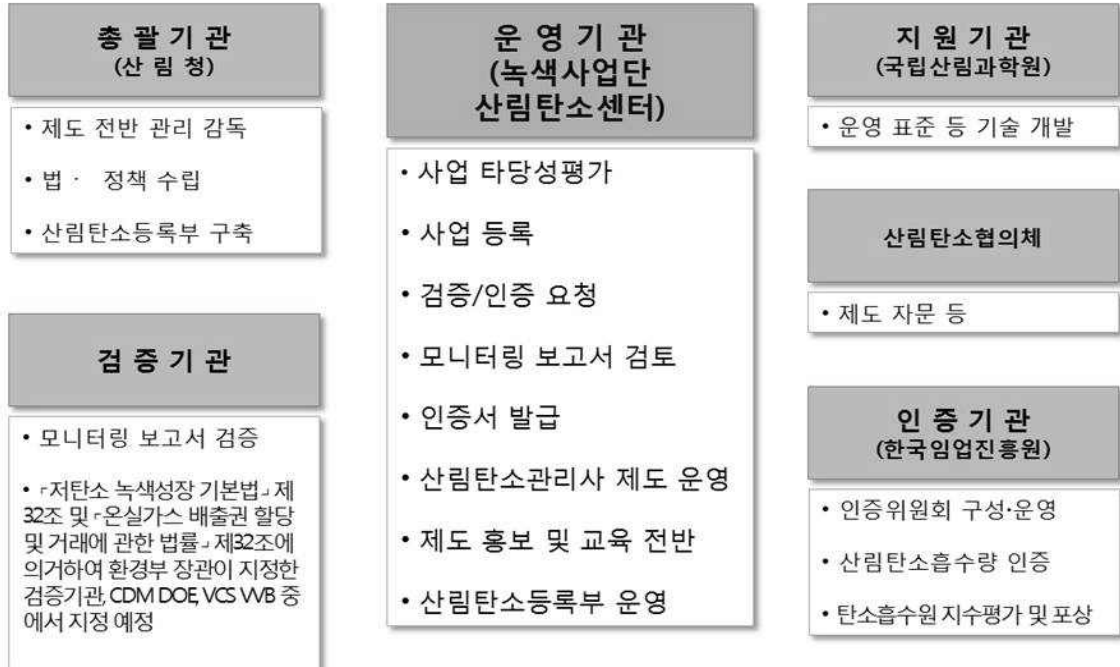 총 괄 기 관
(산 림 청)
• 제도 전반 관리 감독
• 법 · 정책 수립
• 산림탄소등록부 구축
검 증 기 관
• 모니터링 보고서 검증
• 「저탄소 녹색성장 기본법」 제
32조 및 「온실가스 배출권 할당
및 거래에 관한 법률」 제32조에
의거하여 환경부 장관이 지정한
검증기관, CDM DOE, VCS VVB 중
에서 지정 예정
운 영 기 관
(녹색사업단
산림탄소센터)
• 사업 타당성평가
• 사업 등록
• 검증/인증 요청
• 모니터링 보고서 검토
• 인증서 발급
• 산림탄소관리사 제도 운영
• 제도 홍보 및 교육 전반
• 산림탄소등록부 운영
지 원 기 관
(국립산림과학원)
• 운영 표준 등 기술 개발
산림탄소협의체
• 제도 자문 등
인 증 기 관
(한국임업진흥원)
• 인증위원회 구성·운영
• 산림탄소흡수량 인증
• 탄소흡수원 지수평가 및 포상